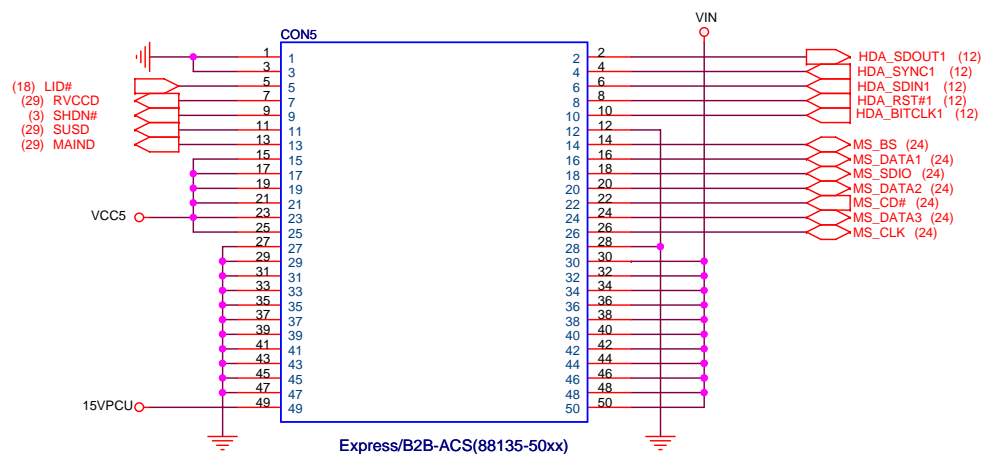 VIN
CON5
1 1 2 2 HDA_SDOUT1 (12)
3 3 4 4 HDA_SYNC1 (12)
(18) LID# 5 5 6 6 HDA_SDIN1 (12)
(29) RVCCD 7 7 8 8 HDA_RST#1 (12)
(3) SHDN# 9 9 10 10 HDA_BITCLK1 (12)
(29) SUSD 11 11 12 12
(29) MAIND 13 13 14 14 MS_BS (24)
15 15 16 16 MS_DATA1 (24)
17 17 18 18 MS_SDIO (24)
19 19 20 20 MS_DATA2 (24)
21 21 22 22 MS_CD# (24)
VCC5 23 23 24 24 MS_DATA3 (24)
25 25 26 26 MS_CLK (24)
27 27 28 28
29 29 30 30
31 31 32 32
33 33 34 34
35 35 36 36
37 37 38 38
39 39 40 40
41 41 42 42
43 43 44 44
45 45 46 46
47 47 48 48
15VPCU 49 49 50 50
Express/B2B-ACS(88135-50xx)